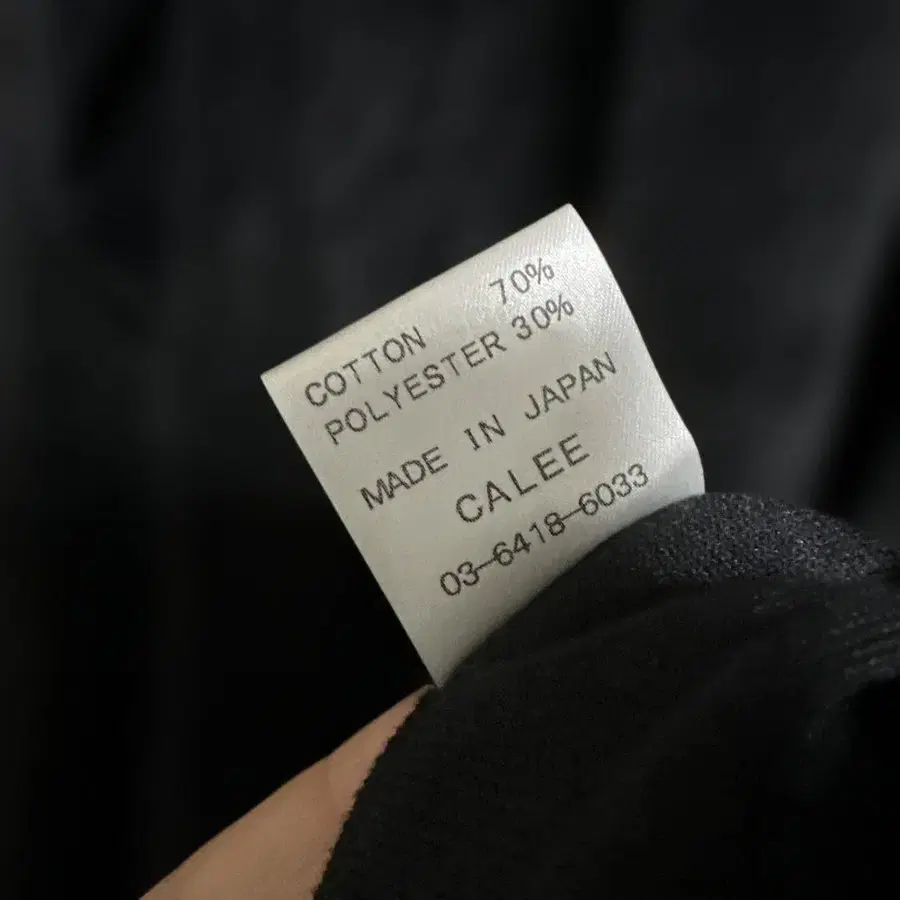 COTTON 70%
POLYESTER 30%
MADE IN JAPAN
CALEE
03-6418-6033